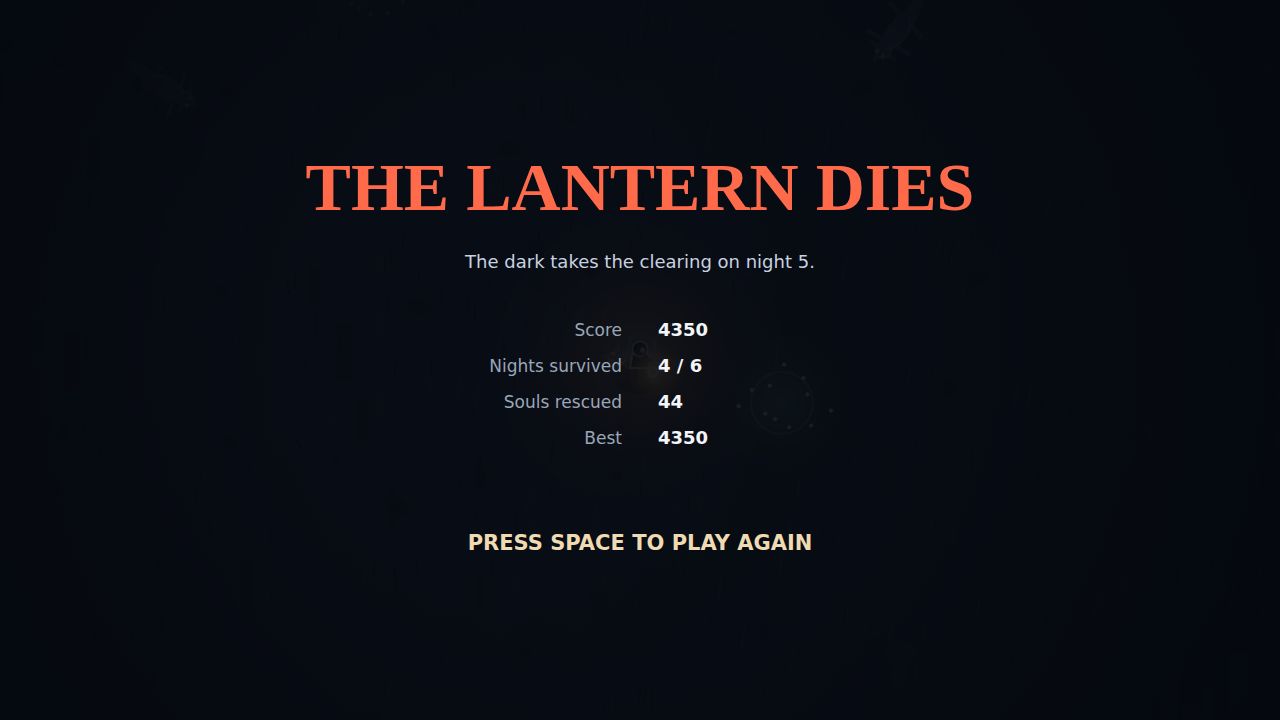 THE LANTERN DIES
The dark takes the clearing on night 5.
Score 4350
Nights survived 4 / 6
Souls rescued 44
Best 4350
PRESS SPACE TO PLAY AGAIN